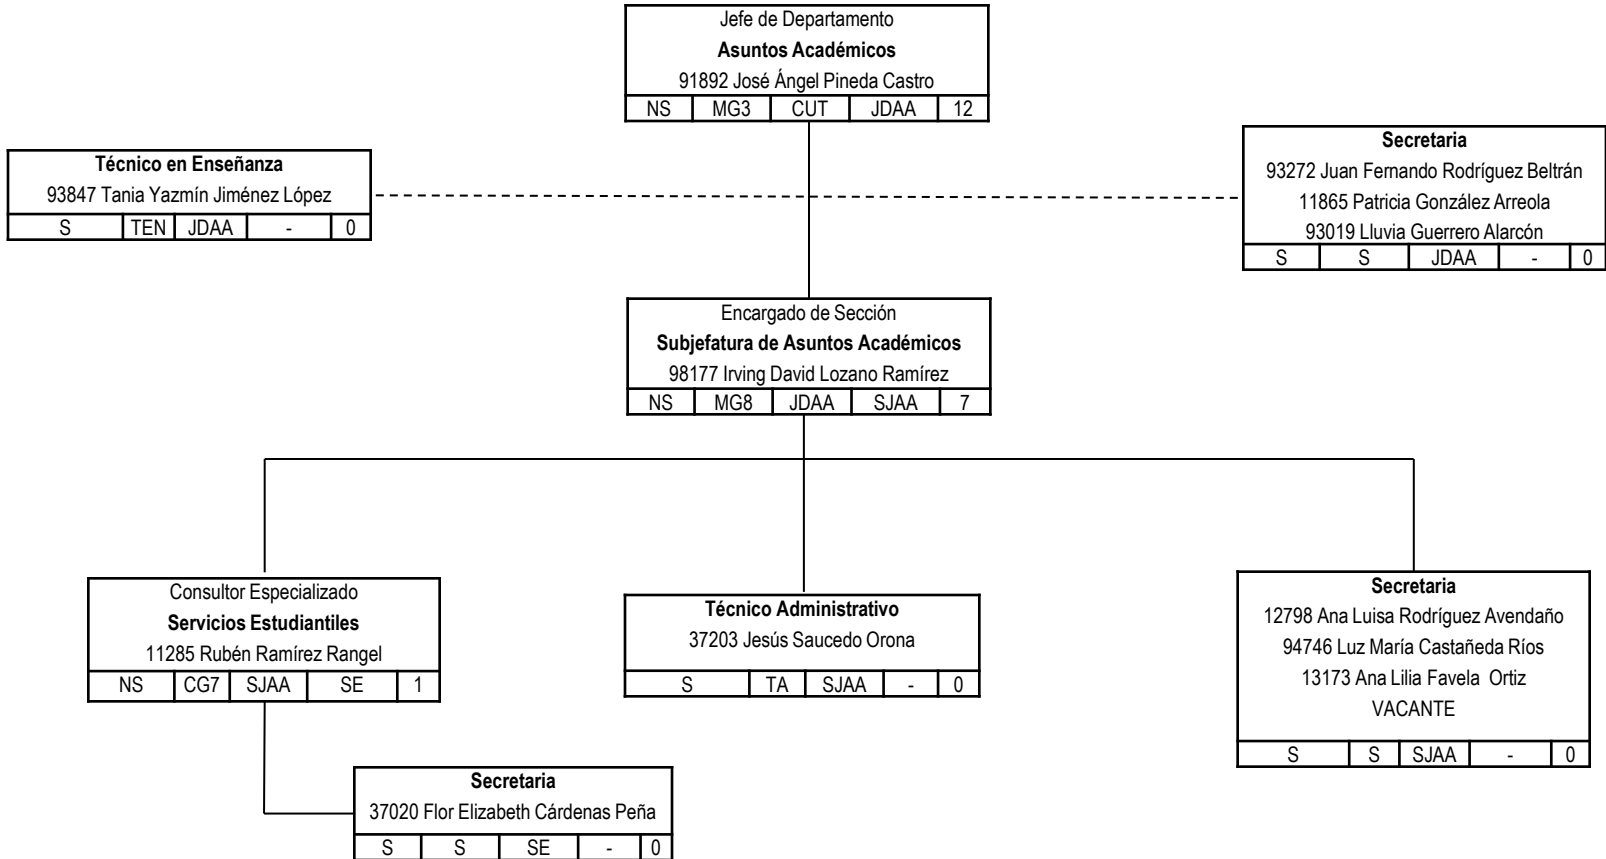 Jefe de Departamento
Asuntos Académicos
91892 José Ángel Pineda Castro
NS MG3 CUT JDAA 12
Técnico en Enseñanza
93847 Tania Yazmín Jiménez López
S TEN JDAA - 0
Secretaria
93272 Juan Fernando Rodríguez Beltrán
11865 Patricia González Arreola
93019 Lluvia Guerrero Alarcón
S S JDAA - 0
Encargado de Sección
Subjefatura de Asuntos Académicos
98177 Irving David Lozano Ramírez
NS MG8 JDAA SJAA 7
Consultor Especializado
Servicios Estudiantiles
11285 Rubén Ramírez Rangel
NS CG7 SJAA SE 1
Técnico Administrativo
37203 Jesús Saucedo Orona
S TA SJAA - 0
Secretaria
12798 Ana Luisa Rodríguez Avendaño
94746 Luz María Castañeda Ríos
13173 Ana Lilia Favela Ortiz
VACANTE
S S SJAA - 0
Secretaria
37020 Flor Elizabeth Cárdenas Peña
S S SE - 0